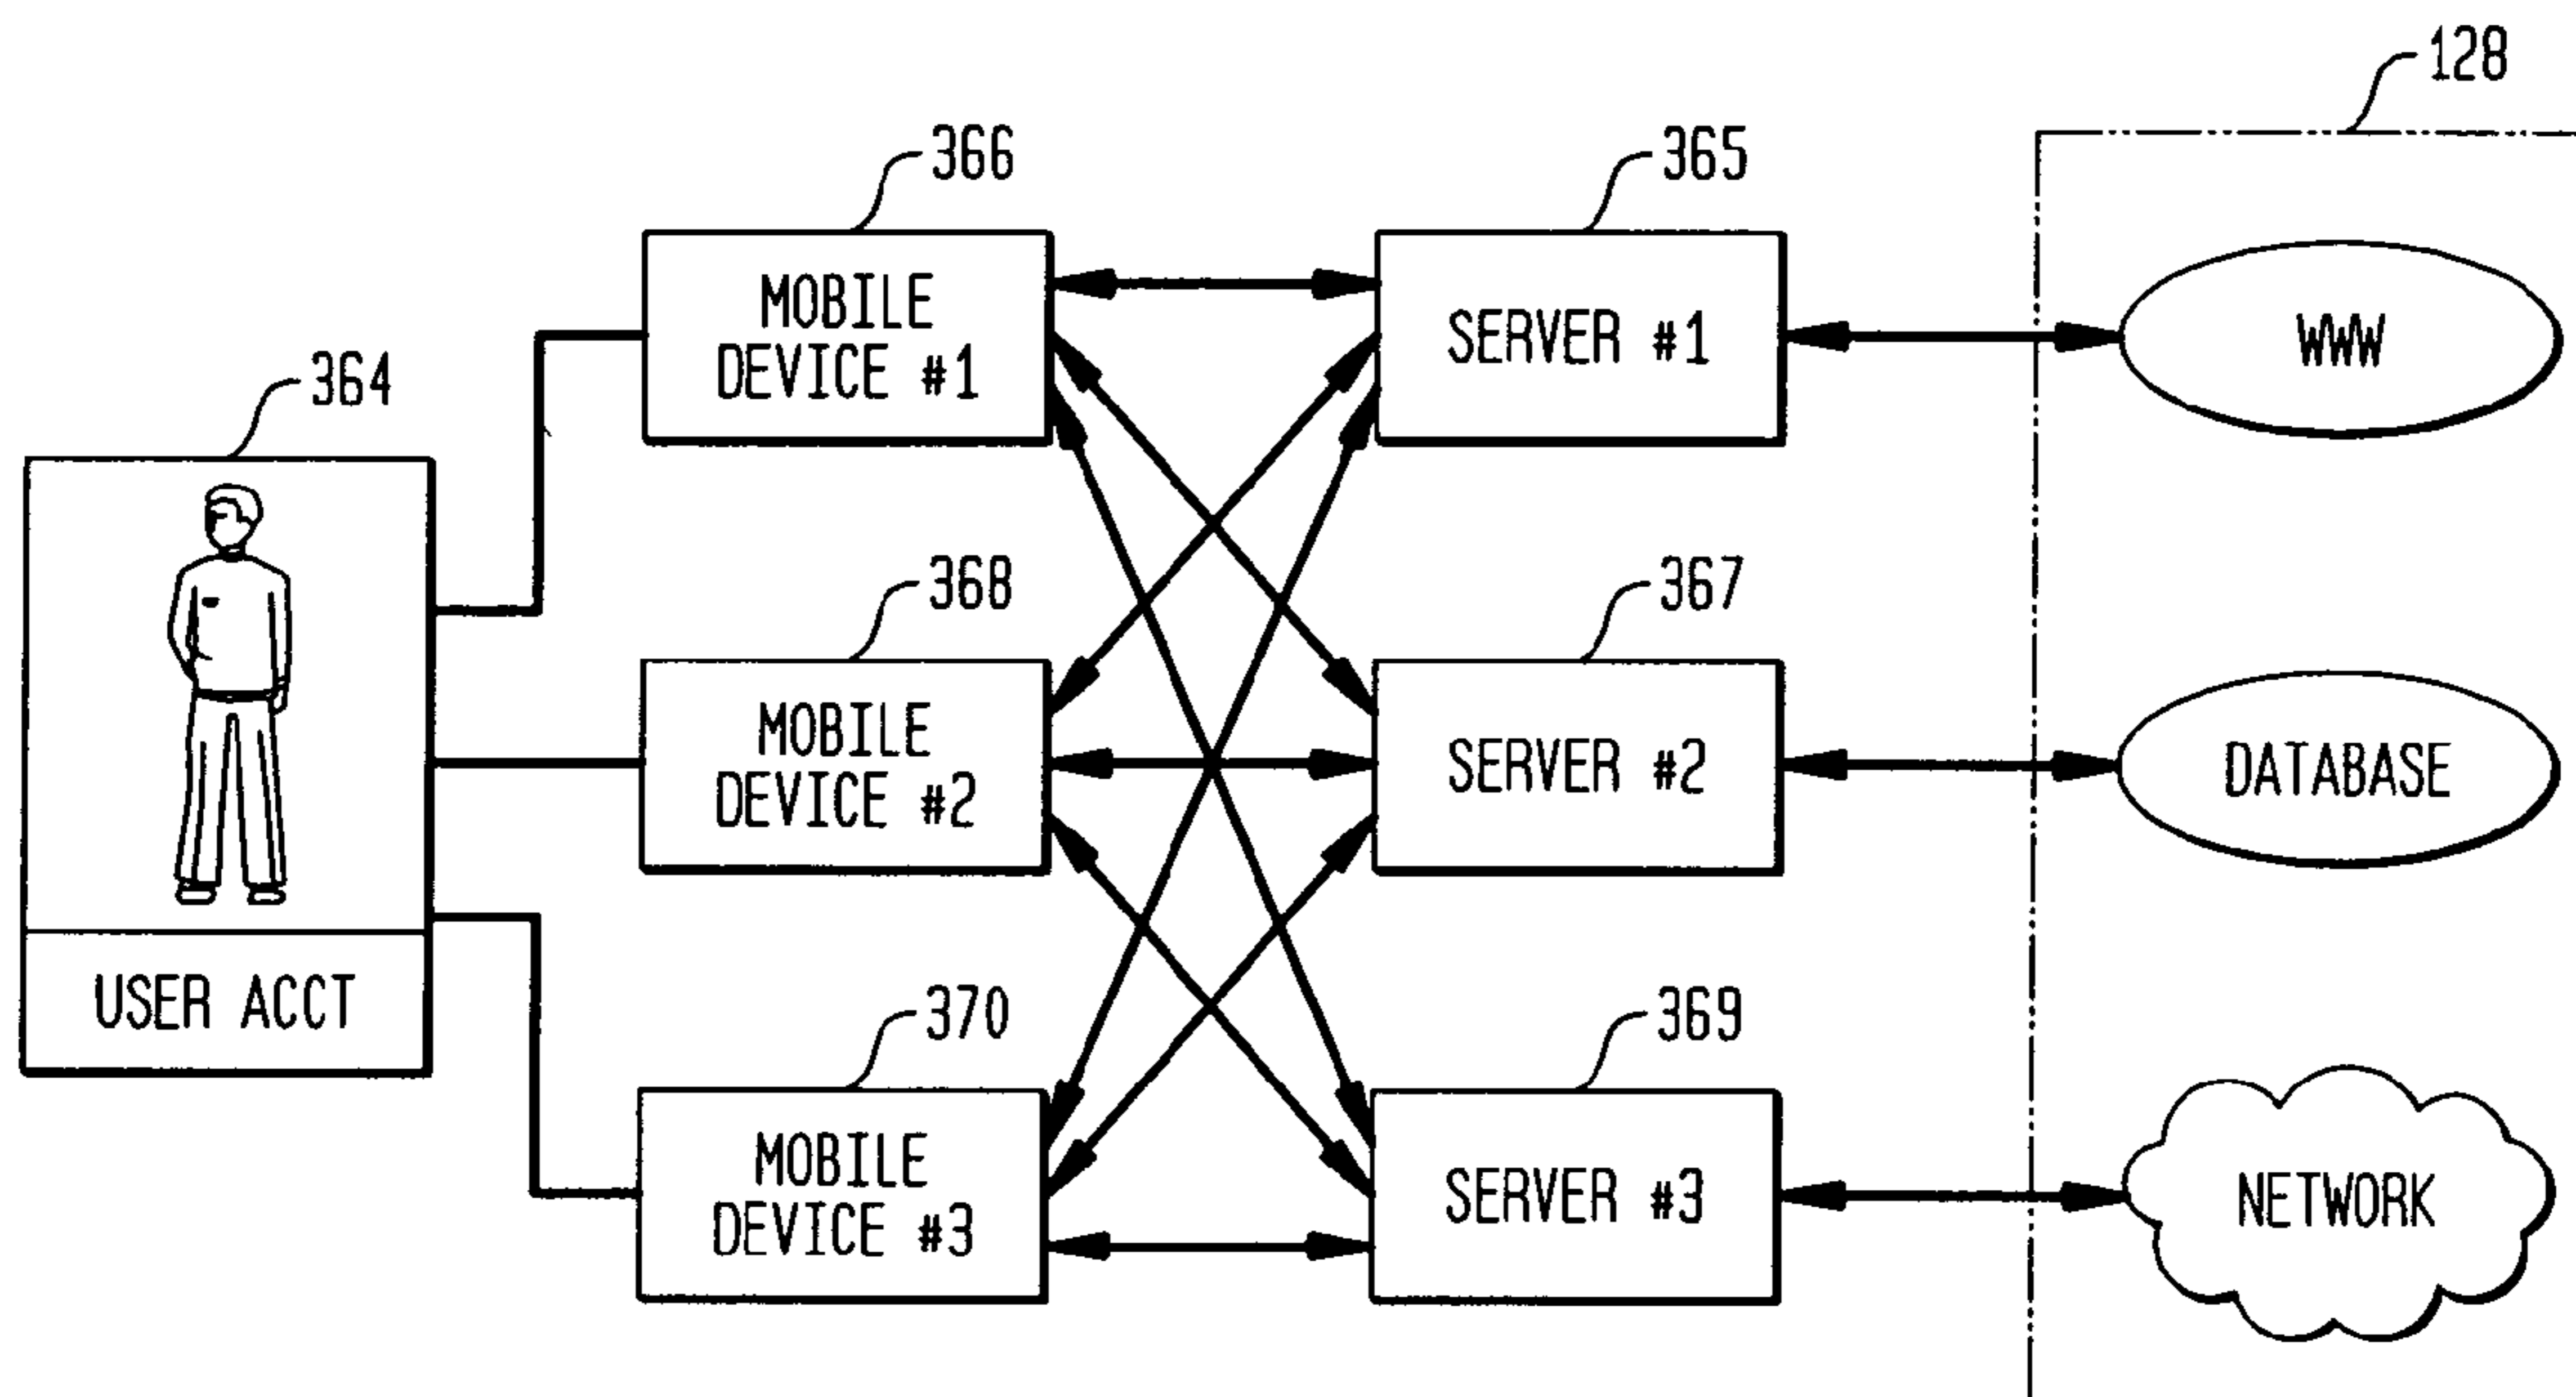 128
366
365
MOBILE
DEVICE #1
SERVER #1
WWW
364
368
367
MOBILE
DEVICE #2
SERVER #2
DATABASE
USER ACCT
370
369
MOBILE
DEVICE #3
SERVER #3
NETWORK